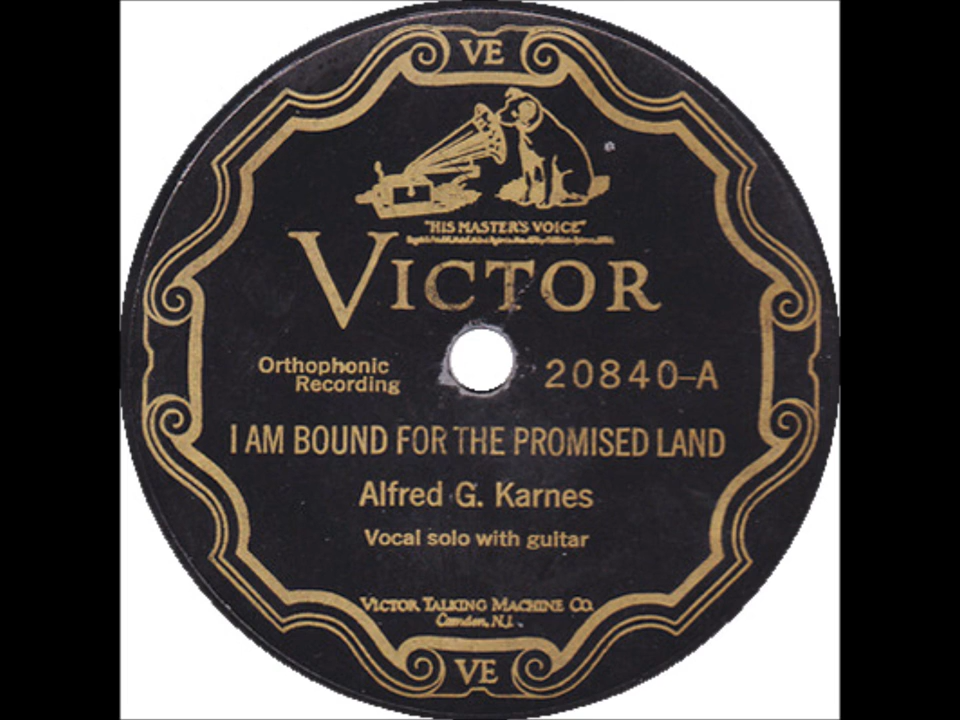 VE
"HIS MASTER'S VOICE"
VICTOR
Orthophonic
Recording
20840-A
I AM BOUND FOR THE PROMISED LAND
Alfred G. Karnes
Vocal solo with guitar
VICTOR TALKING MACHINE CO.
Camden, N.J.
VE